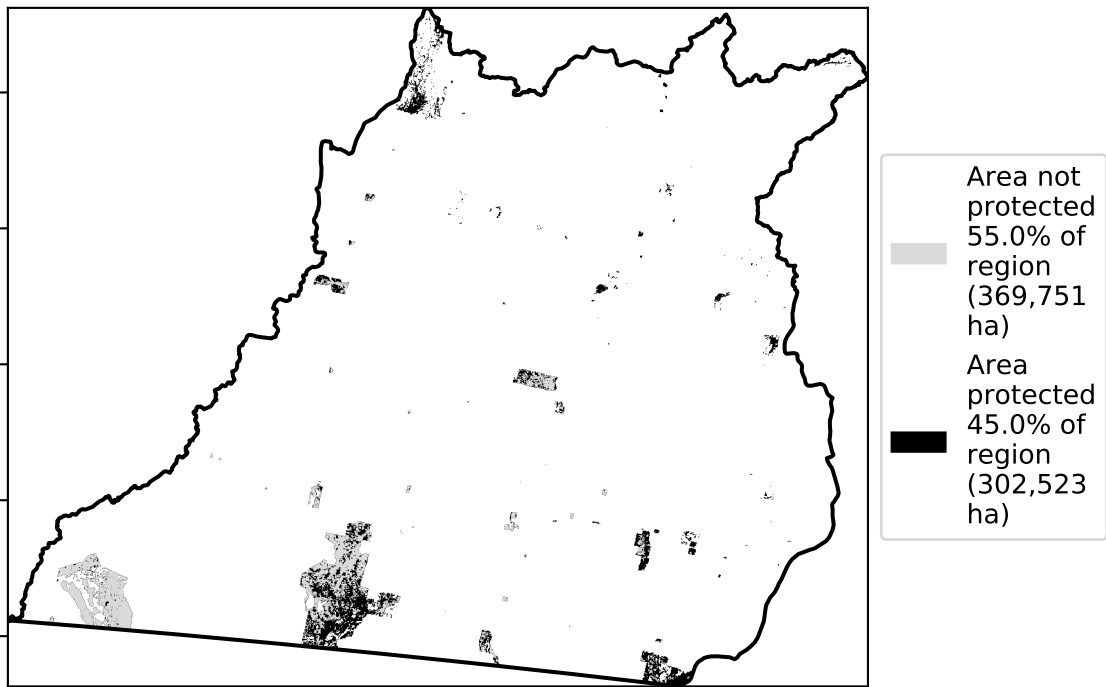 Area not
protected
55.0% of
region
(369,751
ha)
Area
protected
45.0% of
region
(302,523
ha)